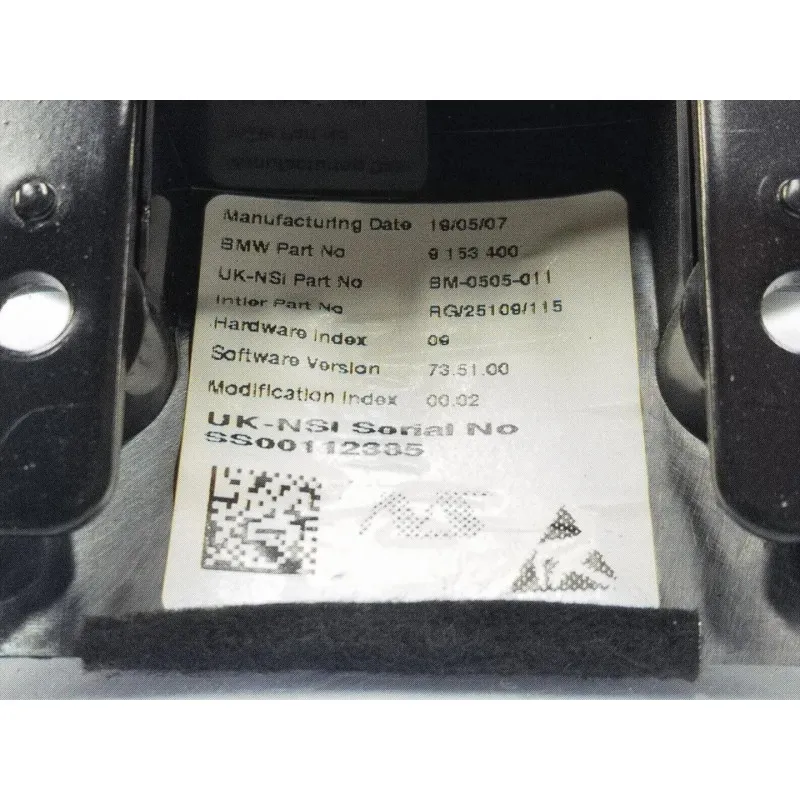 Manufacturing Date 19/05/07
BMW Part No 9 153 400
UK-NSi Part No BM-0505-011
Intier Part No RG/25109/115
Hardware Index 09
Software Version 73.51.00
Modification Index 00.02
UK-NSI Serial No
SS00112385